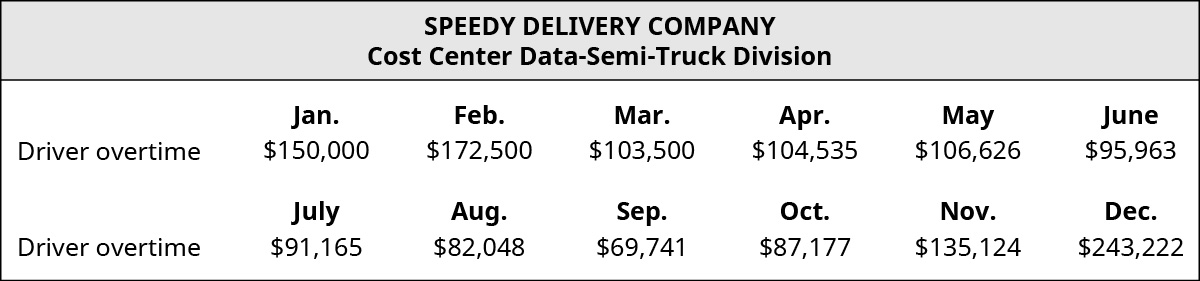 SPEEDY DELIVERY COMPANY
Cost Center Data-Semi-Truck Division
Jan. Feb. Mar. Apr. May June
Driver overtime $150,000 $172,500 $103,500 $104,535 $106,626 $95,963
July Aug. Sep. Oct. Nov. Dec.
Driver overtime $91,165 $82,048 $69,741 $87,177 $135,124 $243,222